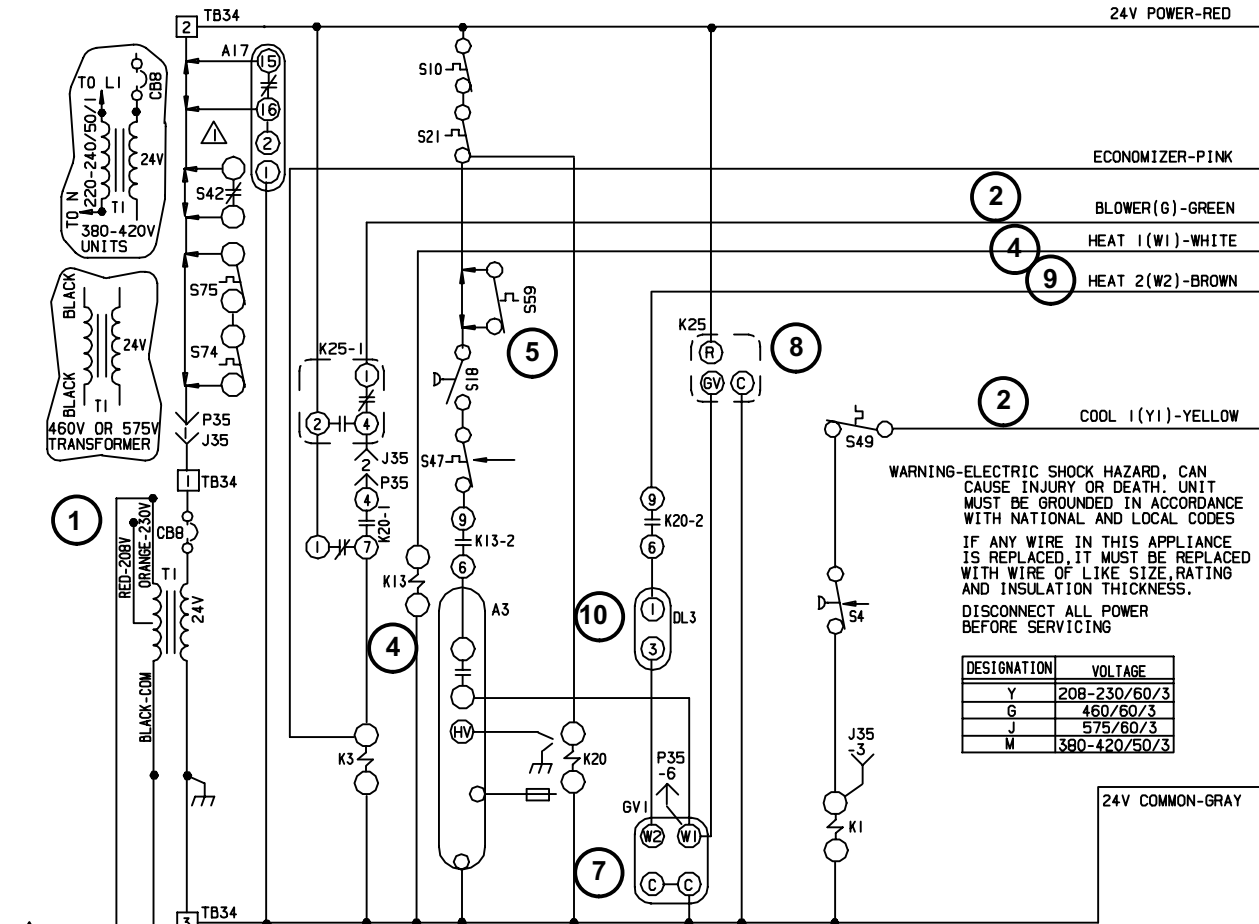 2 TB34
24V POWER-RED
A17
15
16
2
1
S10
S21
TO L1
CB8
220-240/50/1
24V
TO N
T1
380-420V
UNITS
1
S42
ECONOMIZER-PINK
2
BLOWER(G)-GREEN
4
HEAT 1(W1)-WHITE
9
HEAT 2(W2)-BROWN
S75
S59
BLACK
24V
BLACK
T1
460V OR 575V
TRANSFORMER
S74
K25-1
1
2
4
5
S18
K25
R
GV
C
8
2
COOL 1(Y1)-YELLOW
S49
P35
J35
J35
2
P35
S47
1 TB34
1
RED-208V
ORANGE-230V
CB8
T1
24V
BLACK-COM
4
K20-1
1
7
9
K13-2
6
K13
4
A3
9
K20-2
6
10
1
DL3
3
WARNING-ELECTRIC SHOCK HAZARD, CAN
CAUSE INJURY OR DEATH. UNIT
MUST BE GROUNDED IN ACCORDANCE
WITH NATIONAL AND LOCAL CODES
IF ANY WIRE IN THIS APPLIANCE
IS REPLACED,IT MUST BE REPLACED
WITH WIRE OF LIKE SIZE,RATING
AND INSULATION THICKNESS.
DISCONNECT ALL POWER
BEFORE SERVICING
S4
DESIGNATION VOLTAGE
Y 208-230/60/3
G 460/60/3
J 575/60/3
M 380-420/50/3
HV
K3
K20
P35
-6
GV1
W2
W1
C
C
7
J35
-3
K1
24V COMMON-GRAY
3 TB34